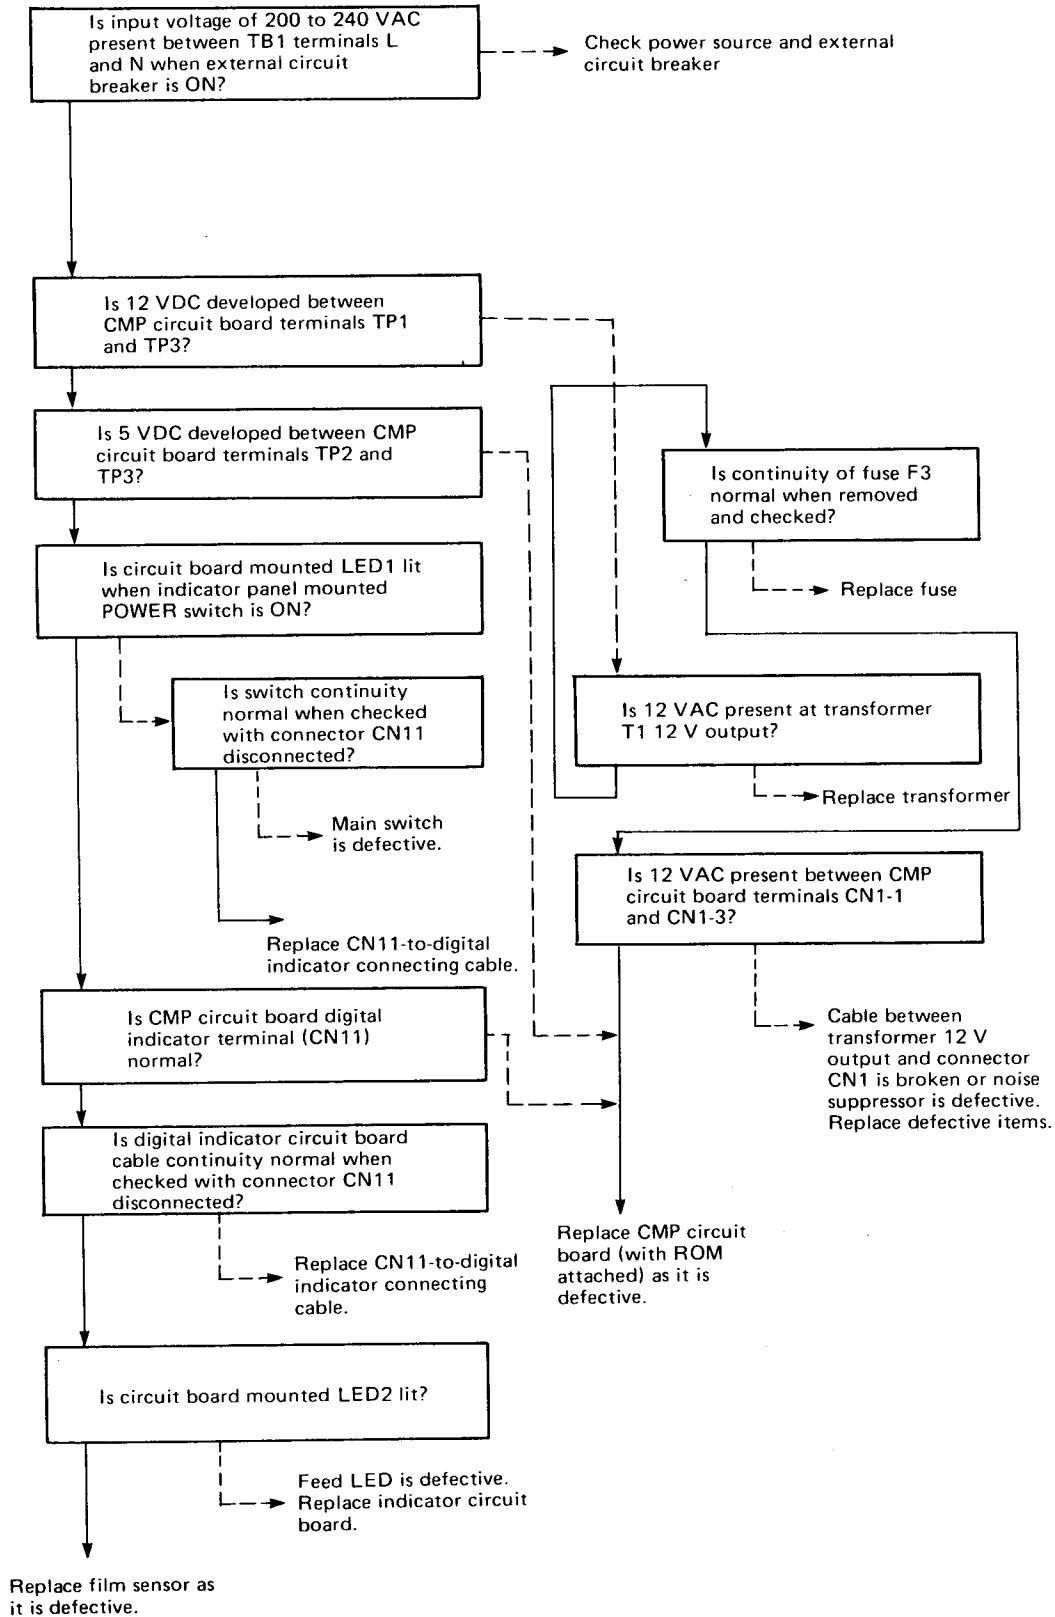 Is input voltage of 200 to 240 VAC
present between TB1 terminals L
and N when external circuit
breaker is ON?
Check power source and external
circuit breaker
Is 12 VDC developed between
CMP circuit board terminals TP1
and TP3?
Is 5 VDC developed between CMP
circuit board terminals TP2 and
TP3?
Is continuity of fuse F3
normal when removed
and checked?
Replace fuse
Is circuit board mounted LED1 lit
when indicator panel mounted
POWER switch is ON?
Is switch continuity
normal when checked
with connector CN11
disconnected?
Is 12 VAC present at transformer
T1 12 V output?
Replace transformer
Main switch
is defective.
Is 12 VAC present between CMP
circuit board terminals CN1-1
and CN1-3?
Replace CN11-to-digital
indicator connecting cable.
Is CMP circuit board digital
indicator terminal (CN11)
normal?
Cable between
transformer 12 V
output and connector
CN1 is broken or noise
suppressor is defective.
Replace defective items.
Is digital indicator circuit board
cable continuity normal when
checked with connector CN11
disconnected?
Replace CN11-to-digital
indicator connecting
cable.
Replace CMP circuit
board (with ROM
attached) as it is
defective.
Is circuit board mounted LED2 lit?
Feed LED is defective.
Replace indicator circuit
board.
Replace film sensor as
it is defective.